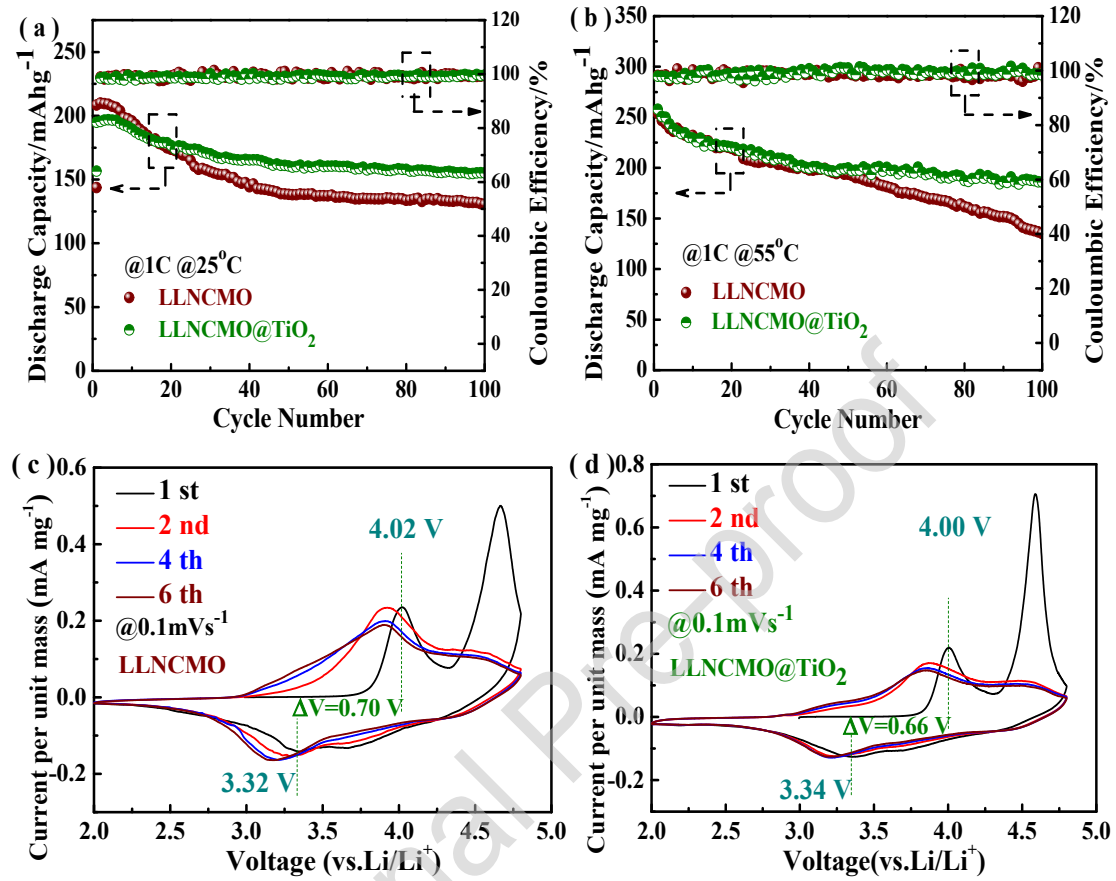 ( a )
Discharge Capacity/mAhg-1
250
225
200
175
150
125
100
75
50
25
0
120
100
80
60
40
20
0
Couloumbic Efficiency/%
@1C @25oC
LLNCMO
LLNCMO@TiO2
0 20 40 60 80 100
Cycle Number
( b )
Discharge Capacity/mAhg-1
350
300
250
200
150
100
50
0
120
100
80
60
40
20
0
Couloumbic Efficiency/%
@1C @55oC
LLNCMO
LLNCMO@TiO2
0 20 40 60 80 100
Cycle Number
( c )
Current per unit mass (mA mg-1)
0.6
0.4
0.2
0.0
-0.2
1 st
2 nd
4 th
6 th
@0.1mVs-1
LLNCMO
4.02 V
ΔV=0.70 V
3.32 V
2.0 2.5 3.0 3.5 4.0 4.5 5.0
Voltage (vs.Li/Li+)
( d )
Current per unit mass (mA mg-1)
0.8
0.6
0.4
0.2
0.0
-0.2
1 st
2 nd
4 th
6 th
@0.1mVs-1
LLNCMO@TiO2
4.00 V
ΔV=0.66 V
3.34 V
2.0 2.5 3.0 3.5 4.0 4.5 5.0
Voltage(vs.Li/Li+)
nal Pre-proof